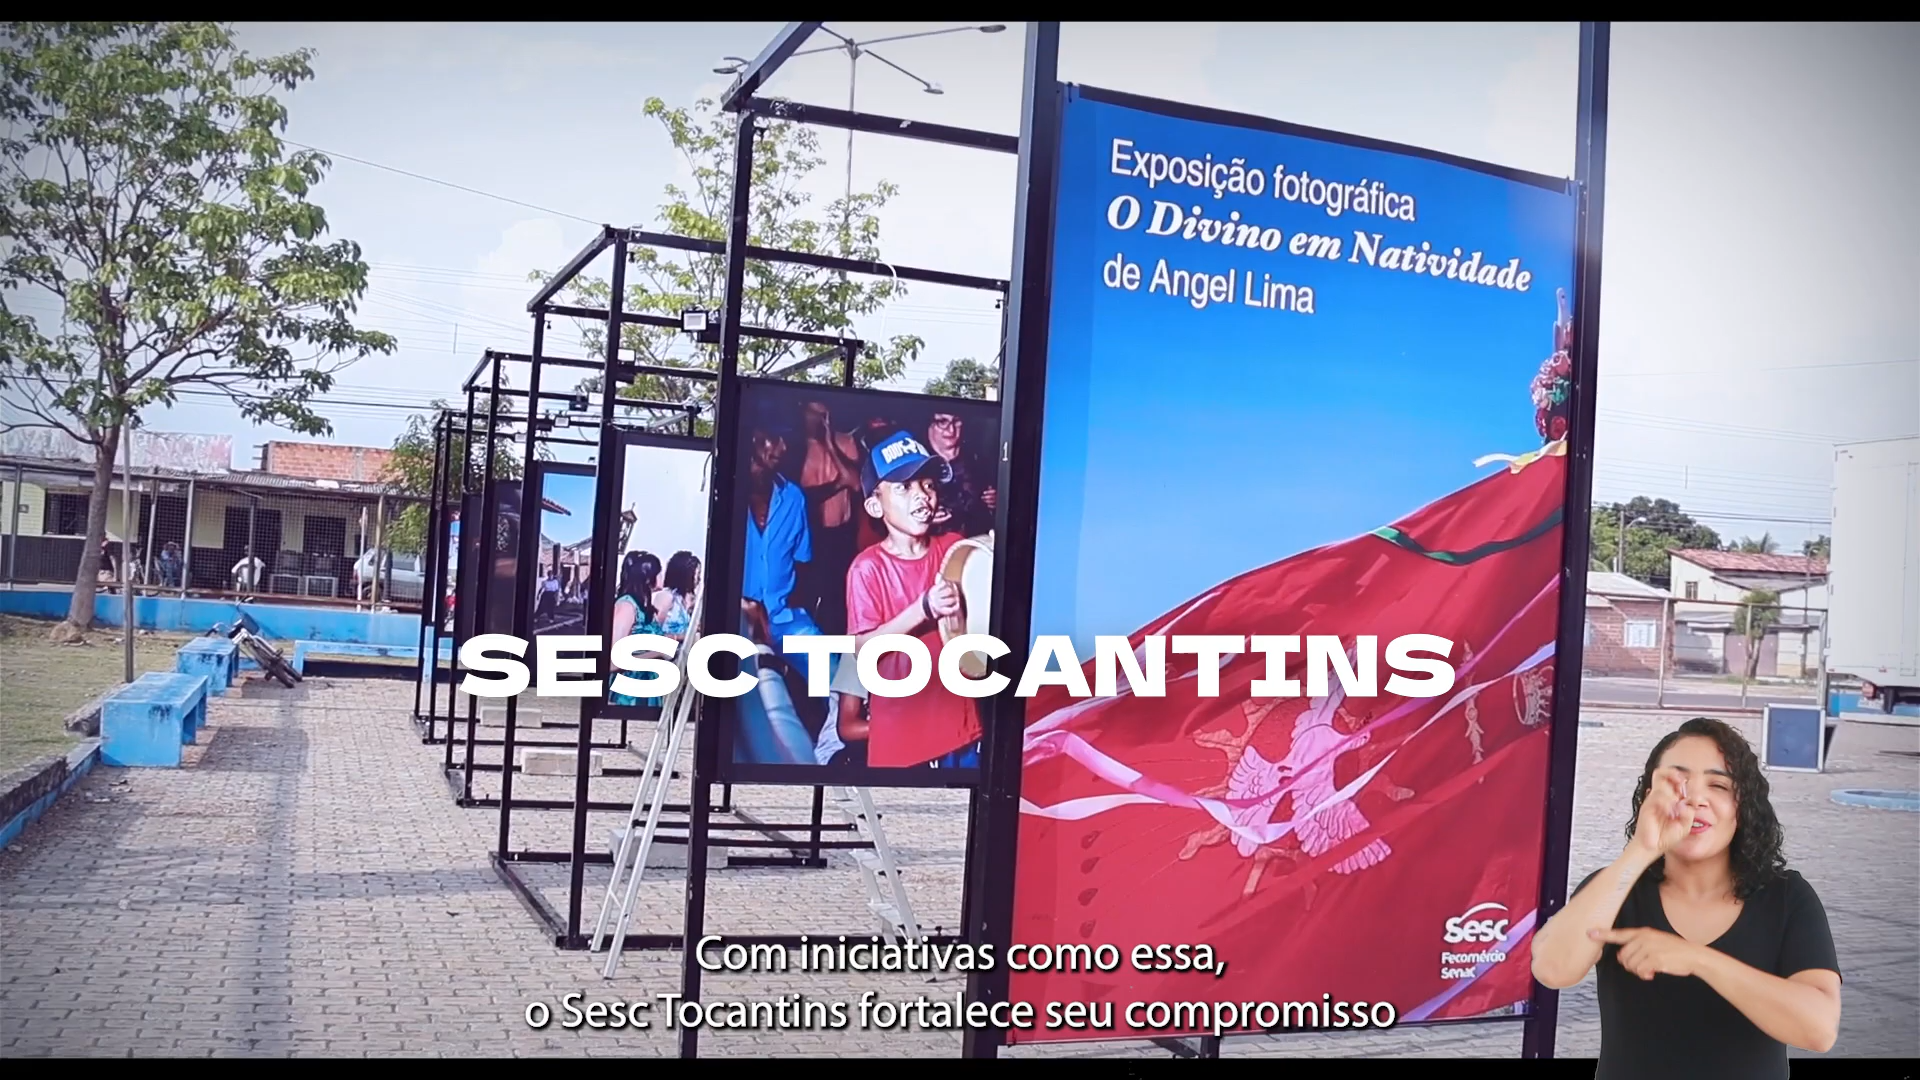 Exposição fotográfica
O Divino em Natividade
de Angel Lima
SESC TOCANTINS
Sesc
Fecomércio
Senac
Com iniciativas como essa,
o Sesc Tocantins fortalece seu compromisso